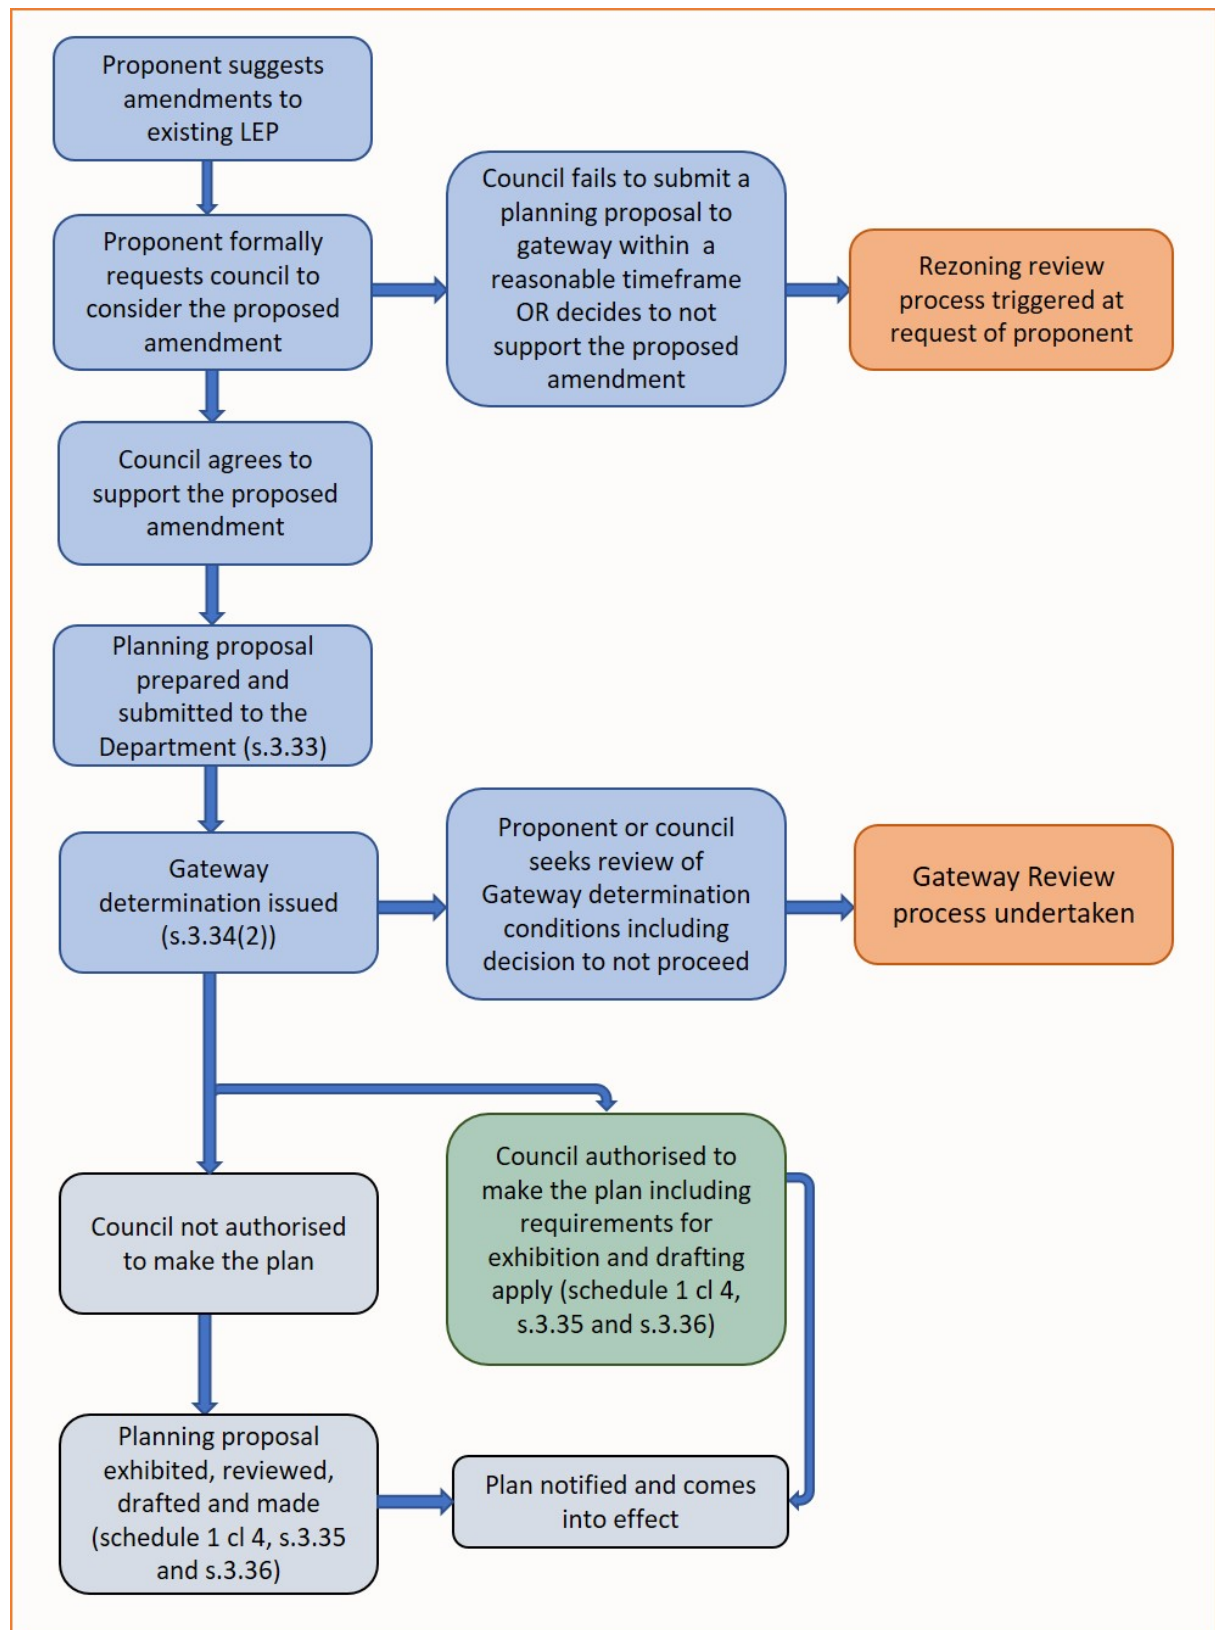 Proponent suggests
amendments to
existing LEP
Proponent formally
requests council to
consider the proposed
amendment
Council fails to submit a
planning proposal to
gateway within  a
reasonable timeframe
OR decides to not
support the proposed
amendment
Rezoning review
process triggered at
request of proponent
Council agrees to
support the proposed
amendment
Planning proposal
prepared and
submitted to the
Department (s.3.33)
Gateway
determination issued
(s.3.34(2))
Proponent or council
seeks review of
Gateway determination
conditions including
decision to not proceed
Gateway Review
process undertaken
Council not authorised
to make the plan
Council authorised to
make the plan including
requirements for
exhibition and drafting
apply (schedule 1 cl 4,
s.3.35 and s.3.36)
Planning proposal
exhibited, reviewed,
drafted and made
(schedule 1 cl 4, s.3.35
and s.3.36)
Plan notified and comes
into effect